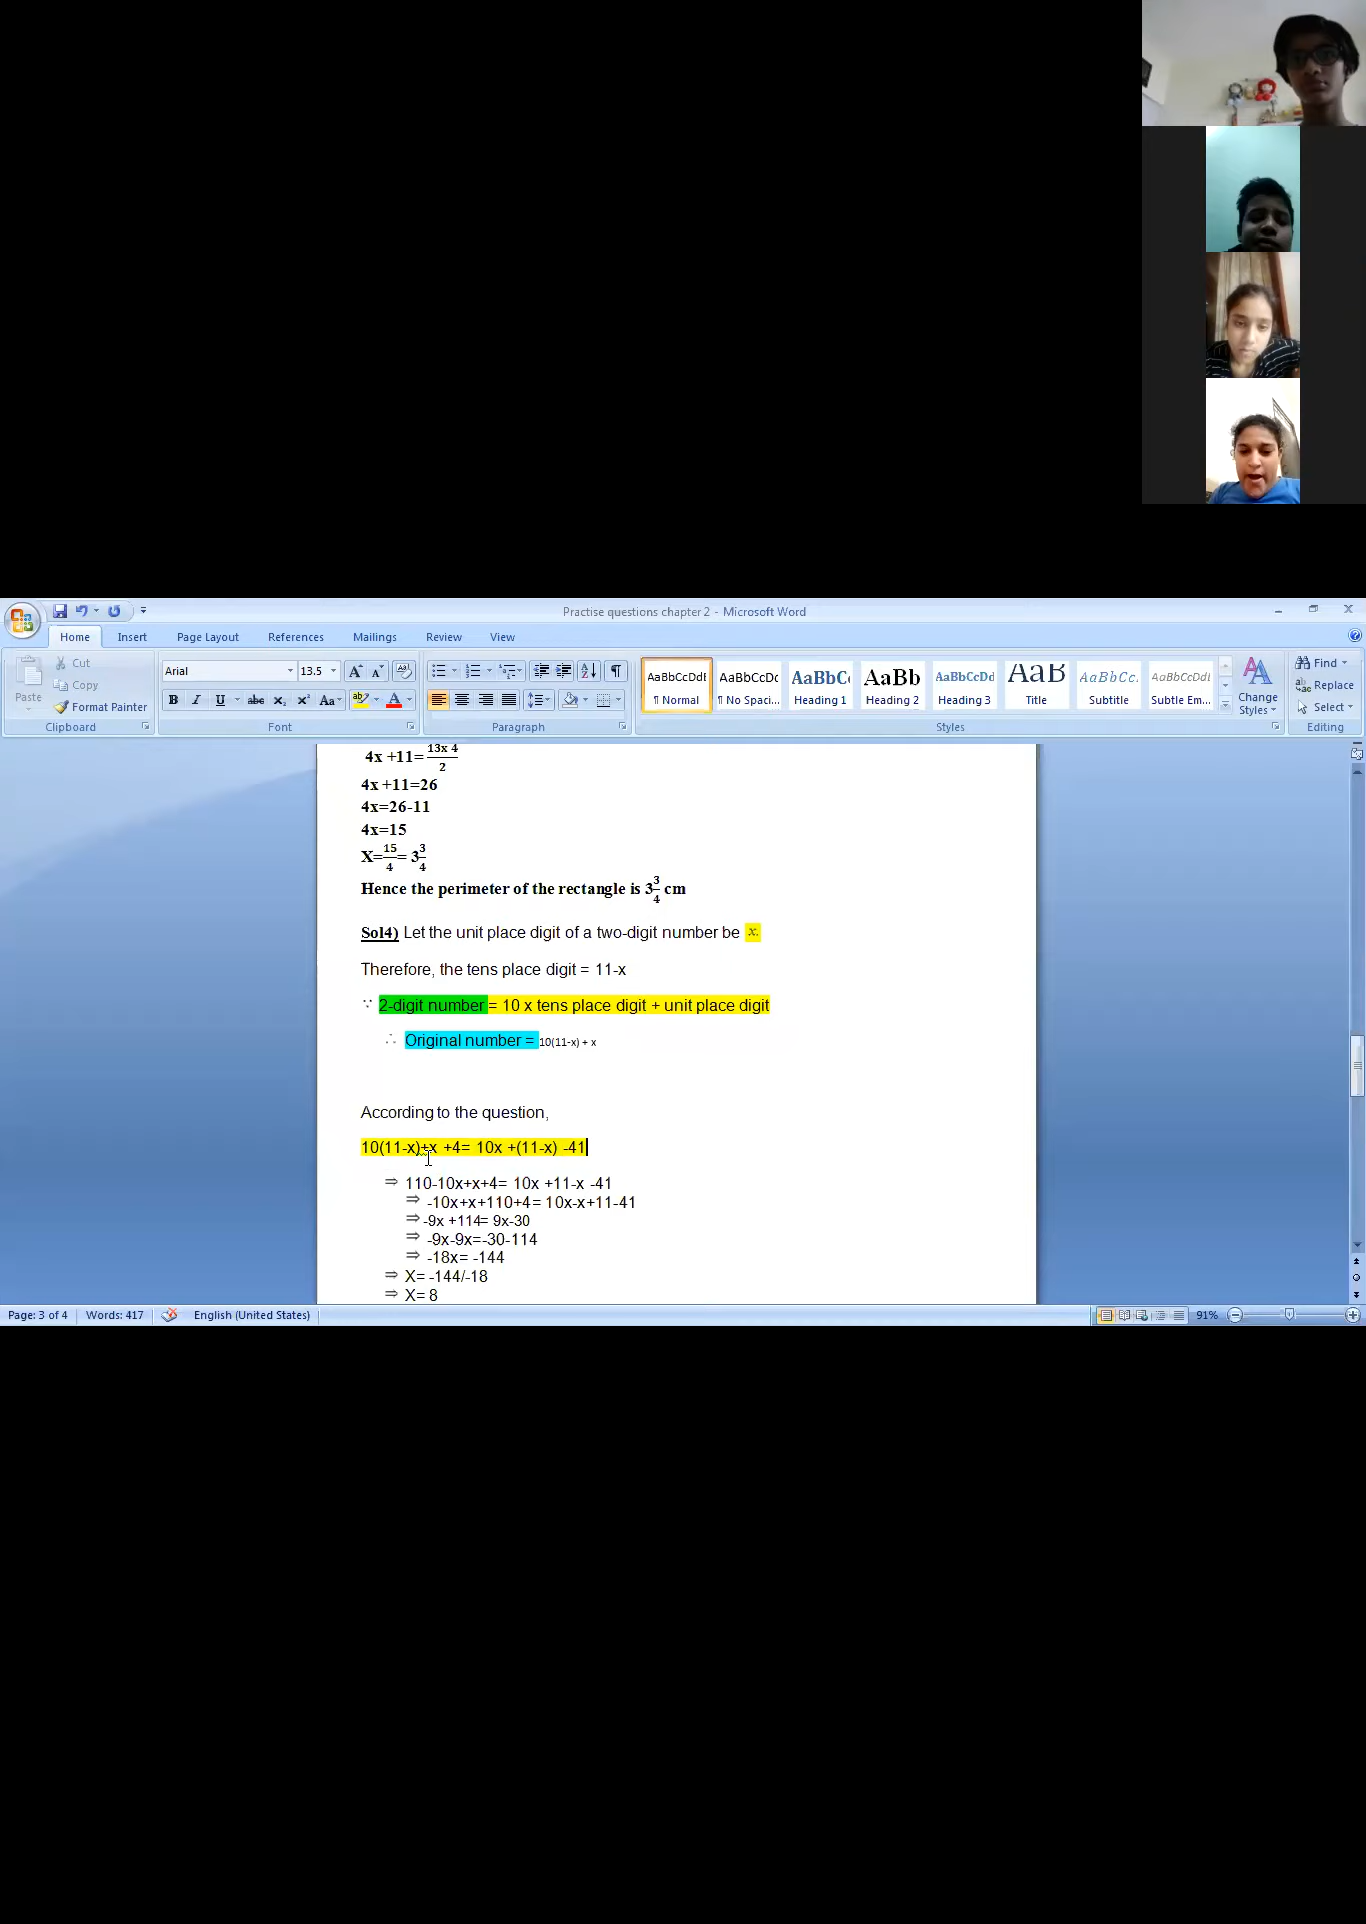 Practise questions chapter 2 - Microsoft Word
Home Insert Page Layout References Mailings Review View
Paste
Cut
Copy
Format Painter
Clipboard
Arial 13.5
B I U abc x₂ x² Aa
Font
Paragraph
AaBbCcDdE AaBbCcDc AaBbC AaBb AaBbCcDd AaB AaBbCc. AaBbCcDdE
¶ Normal ¶ No Spaci... Heading 1 Heading 2 Heading 3 Title Subtitle Subtle Em...
Change Styles
Styles
Find
Replace
Select
Editing
4x +11= 13x 4/2
4x +11=26
4x=26-11
4x=15
X=15/4= 3 3/4
Hence the perimeter of the rectangle is 3 3/4 cm
Sol4) Let the unit place digit of a two-digit number be x.
Therefore, the tens place digit = 11-x
∵ 2-digit number = 10 x tens place digit + unit place digit
∴ Original number = 10(11-x) + x
According to the question,
10(11-x)+x +4= 10x +(11-x) -41
⇒ 110-10x+x+4= 10x +11-x -41
⇒ -10x+x+110+4= 10x-x+11-41
⇒ -9x +114= 9x-30
⇒ -9x-9x=-30-114
⇒ -18x= -144
⇒ X= -144/-18
⇒ X= 8
Page: 3 of 4 Words: 417 English (United States) 91%